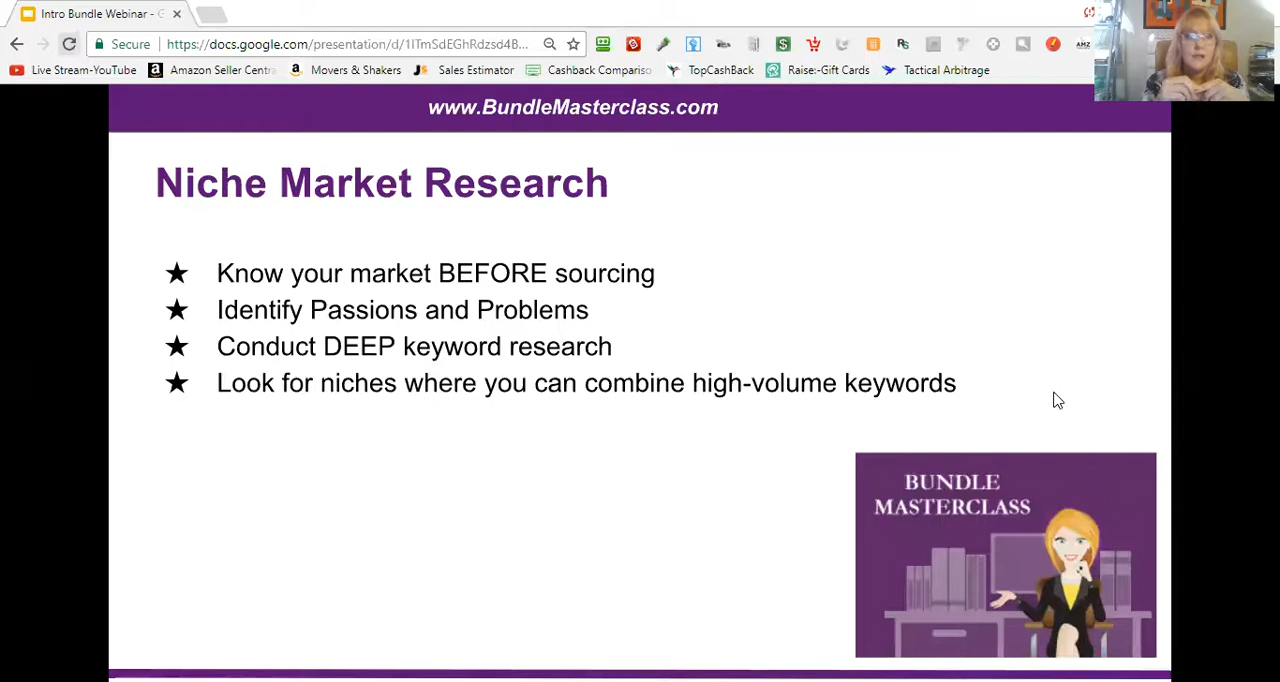 Intro Bundle Webinar - G
Secure
https://docs.google.com/presentation/d/1ITmSdEGhRdzsd4B...
Live Stream-YouTube
Amazon Seller Centra
Movers & Shakers
Sales Estimator
Cashback Compariso
TopCashBack
Raise:-Gift Cards
Tactical Arbitrage
AMZ
www.BundleMasterclass.com
Niche Market Research
★ Know your market BEFORE sourcing
★ Identify Passions and Problems
★ Conduct DEEP keyword research
★ Look for niches where you can combine high-volume keywords
BUNDLE
MASTERCLASS